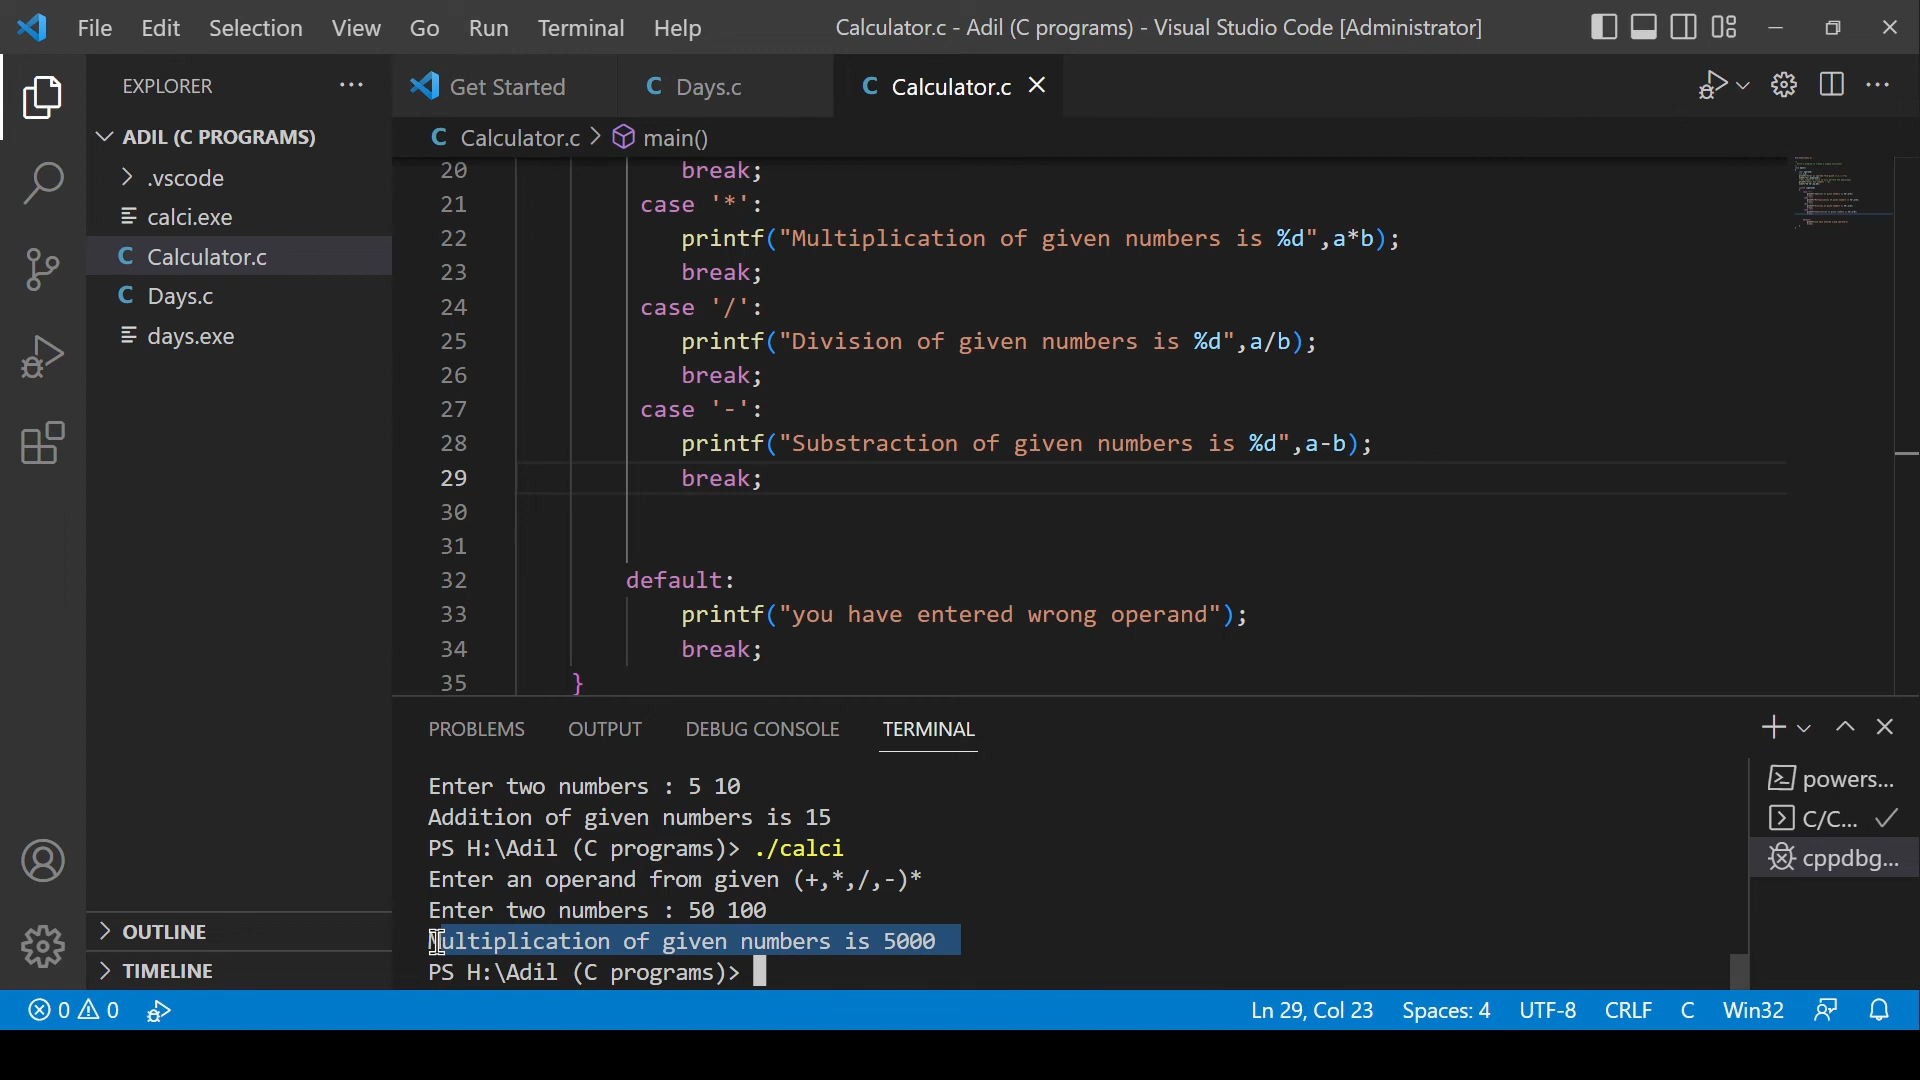 File Edit Selection View Go Run Terminal Help
Calculator.c - Adil (C programs) - Visual Studio Code [Administrator]
EXPLORER
ADIL (C PROGRAMS)
.vscode
calci.exe
C Calculator.c
C Days.c
days.exe
OUTLINE
TIMELINE
Get Started
C Days.c
C Calculator.c
C Calculator.c > main()
20 break;
21 case '*':
22 printf("Multiplication of given numbers is %d",a*b);
23 break;
24 case '/':
25 printf("Division of given numbers is %d",a/b);
26 break;
27 case '-':
28 printf("Substraction of given numbers is %d",a-b);
29 break;
30
31
32 default:
33 printf("you have entered wrong operand");
34 break;
35 }
PROBLEMS OUTPUT DEBUG CONSOLE TERMINAL
Enter two numbers : 5 10
Addition of given numbers is 15
PS H:\Adil (C programs)> ./calci
Enter an operand from given (+,*,/,-)*
Enter two numbers : 50 100
Multiplication of given numbers is 5000
PS H:\Adil (C programs)>
powers...
C/C...
cppdbg...
0 0
Ln 29, Col 23 Spaces: 4 UTF-8 CRLF C Win32